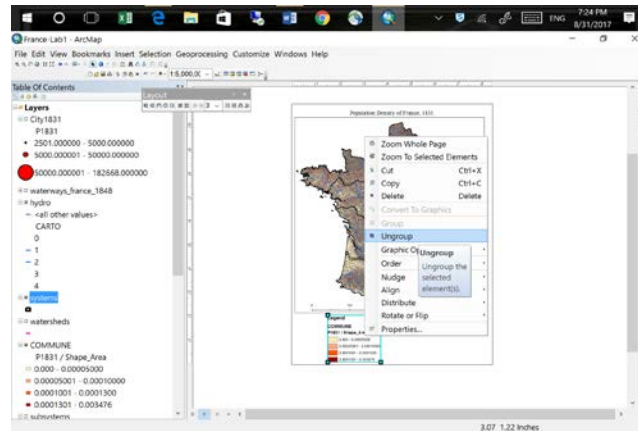 7:24 PM
ENG
8/31/2017
France-Lab1 - ArcMap
File Edit View Bookmarks Insert Selection Geoprocessing Customize Windows Help
1:5,000,00
Table Of Contents
Layers
City1831
P1831
2501.000000 - 5000.000000
5000.000001 - 50000.000000
50000.000001 - 182668.000000
waterways_france_1848
hydro
<all other values>
CARTO
0
1
2
3
4
systems
watersheds
COMMUNE
P1831 / Shape_Area
0.000 - 0.00005000
0.00005001 - 0.00010000
0.0001001 - 0.0001300
0.0001301 - 0.003476
subsystems
Layout
Population Density of France, 1831
Zoom Whole Page
Zoom To Selected Elements
Cut Ctrl+X
Copy Ctrl+C
Delete Delete
Convert To Graphics
Group
Ungroup
Graphic Op
Order
Nudge
Align
Distribute
Rotate or Flip
Properties...
Ungroup
Ungroup the
selected
element(s).
Legend
COMMUNE
3.07 1.22 Inches